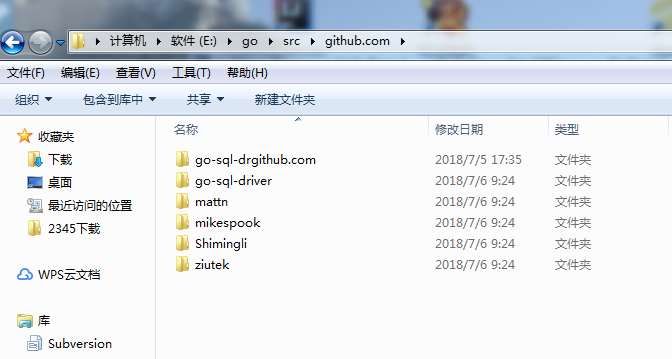 计算机 软件 (E:) go src github.com
文件(F) 编辑(E) 查看(V) 工具(T) 帮助(H)
组织 包含到库中 共享 新建文件夹
收藏夹
下载
桌面
最近访问的位置
2345下载
WPS云文档
库
Subversion
名称 修改日期 类型
go-sql-drgithub.com 2018/7/5 17:35 文件夹
go-sql-driver 2018/7/6 9:24 文件夹
mattn 2018/7/6 9:24 文件夹
mikespook 2018/7/6 9:24 文件夹
Shimingli 2018/7/6 9:24 文件夹
ziutek 2018/7/6 9:24 文件夹